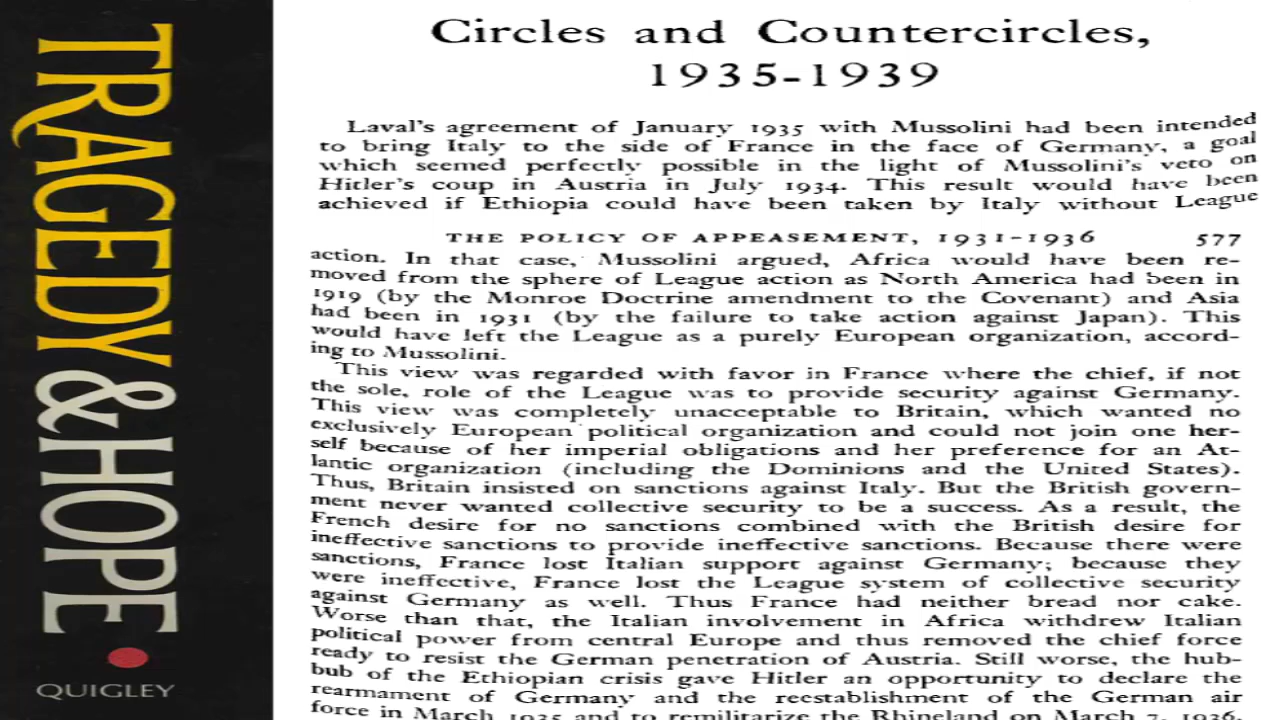 TRAGEDY & HOPE
QUIGLEY
Circles and Countercircles,
1935-1939
Laval's agreement of January 1935 with Mussolini had been intended
to bring Italy to the side of France in the face of Germany, a goal
which seemed perfectly possible in the light of Mussolini's veto on
Hitler's coup in Austria in July 1934. This result would have been
achieved if Ethiopia could have been taken by Italy without League
THE POLICY OF APPEASEMENT, 1931-1936 577
action. In that case, Mussolini argued, Africa would have been re-
moved from the sphere of League action as North America had been in
1919 (by the Monroe Doctrine amendment to the Covenant) and Asia
had been in 1931 (by the failure to take action against Japan). This
would have left the League as a purely European organization, accord-
ing to Mussolini.
This view was regarded with favor in France where the chief, if not
the sole, role of the League was to provide security against Germany.
This view was completely unacceptable to Britain, which wanted no
exclusively European political organization and could not join one her-
self because of her imperial obligations and her preference for an At-
lantic organization (including the Dominions and the United States).
Thus, Britain insisted on sanctions against Italy. But the British govern-
ment never wanted collective security to be a success. As a result, the
French desire for no sanctions combined with the British desire for
ineffective sanctions to provide ineffective sanctions. Because there were
sanctions, France lost Italian support against Germany; because they
were ineffective, France lost the League system of collective security
against Germany as well. Thus France had neither bread nor cake.
Worse than that, the Italian involvement in Africa withdrew Italian
political power from central Europe and thus removed the chief force
ready to resist the German penetration of Austria. Still worse, the hub-
bub of the Ethiopian crisis gave Hitler an opportunity to declare the
rearmament of Germany and the reestablishment of the German air
force in March 1935 and to remilitarize the Rhineland on March 7, 1936.